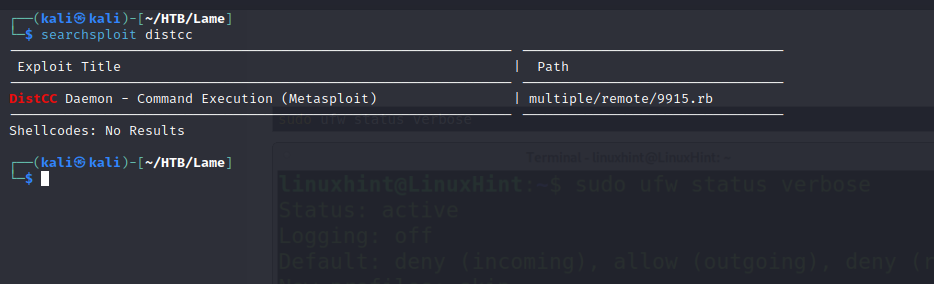 ┌──(kali㉿kali)-[~/HTB/Lame]
└─$ searchsploit distcc
Exploit Title | Path
DistCC Daemon - Command Execution (Metasploit) | multiple/remote/9915.rb
Shellcodes: No Results
sudo ufw status verbose
Terminal - linuxhint@LinuxHint: ~
┌──(kali㉿kali)-[~/HTB/Lame]
└─$
linuxhint@LinuxHint:~$ sudo ufw status verbose
Status: active
Logging: off
Default: deny (incoming), allow (outgoing), deny (r